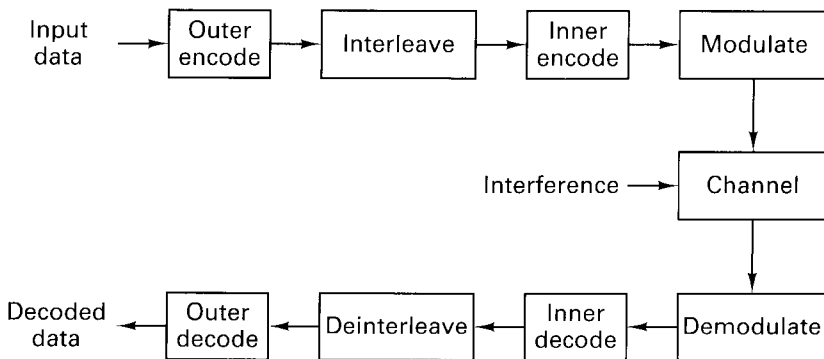 Input
data
Outer
encode
Interleave
Inner
encode
Modulate
Interference
Channel
Decoded
data
Outer
decode
Deinterleave
Inner
decode
Demodulate